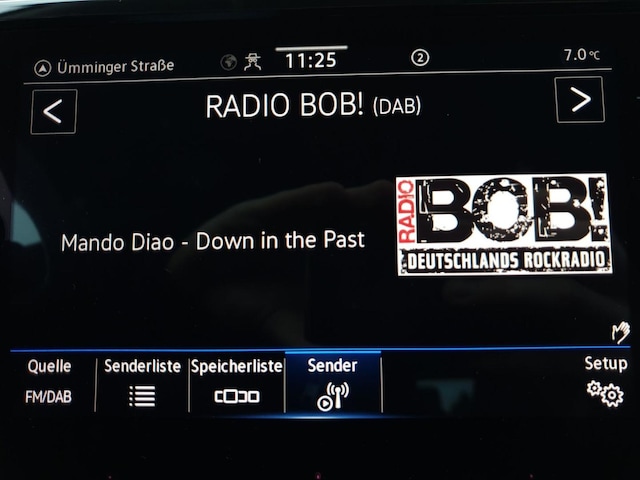 Ümminger Straße 11:25 2 7.0 °C
< RADIO BOB! (DAB) >
RADIO BOB!
DEUTSCHLANDS ROCKRADIO
Mando Diao - Down in the Past
Quelle Senderliste Speicherliste Sender Setup
FM/DAB